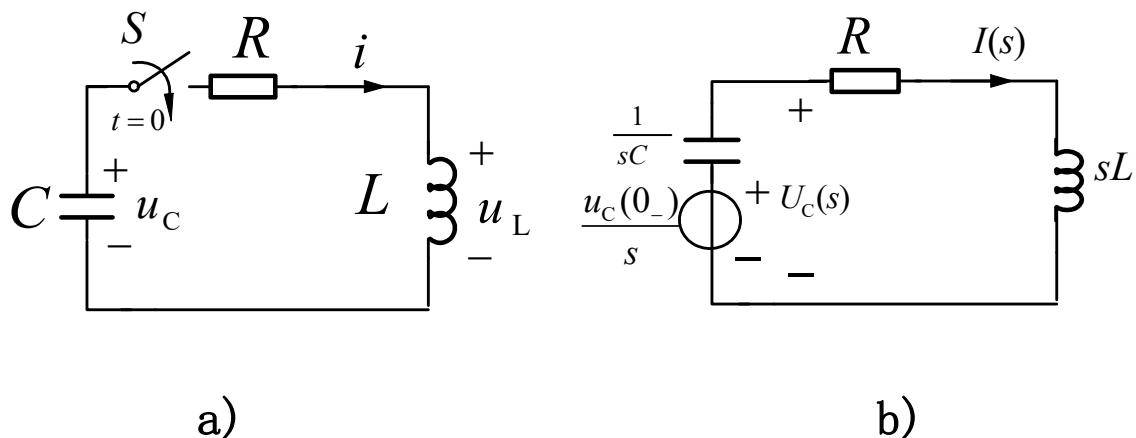 S
R
i
t = 0
+
C
u_C
−
L
+
u_L
−
a)
R
I(s)
+
1/sC
sL
u_C(0_−)/s
+ U_C(s)
−
−
b)